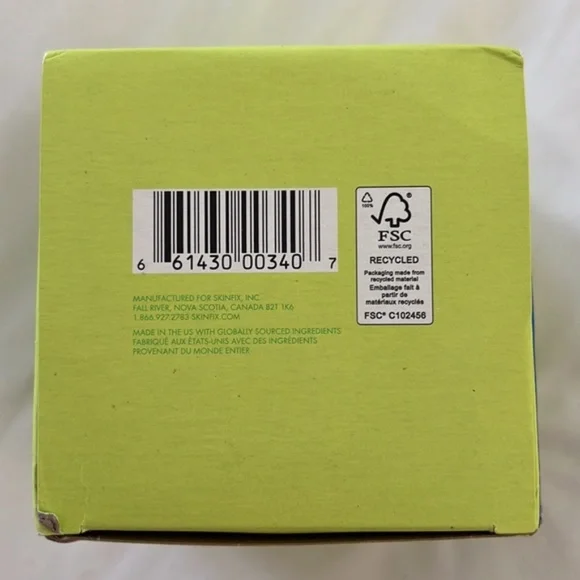 6 61430 00340 7
100%
FSC
www.fsc.org
RECYCLED
Packaging made from
recycled material
Emballage fait à
partir de
matériaux recyclés
FSC® C102456
MANUFACTURED FOR SKINFIX, INC.
FALL RIVER, NOVA SCOTIA, CANADA B2T 1K6
1.866.927.2783 SKINFIX.COM
MADE IN THE US WITH GLOBALLY SOURCED INGREDIENTS
FABRIQUÉ AUX ÉTATS-UNIS AVEC DES INGRÉDIENTS
PROVENANT DU MONDE ENTIER